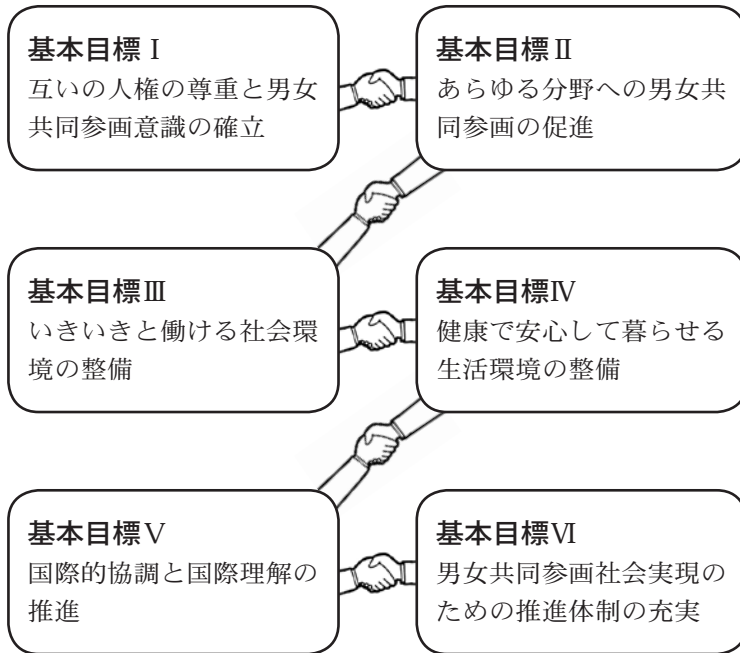 基本目標Ⅰ
互いの人権の尊重と男女
共同参画意識の確立
基本目標Ⅱ
あらゆる分野への男女共
同参画の促進
基本目標Ⅲ
いきいきと働ける社会環
境の整備
基本目標Ⅳ
健康で安心して暮らせる
生活環境の整備
基本目標Ⅴ
国際的協調と国際理解の
推進
基本目標Ⅵ
男女共同参画社会実現の
ための推進体制の充実